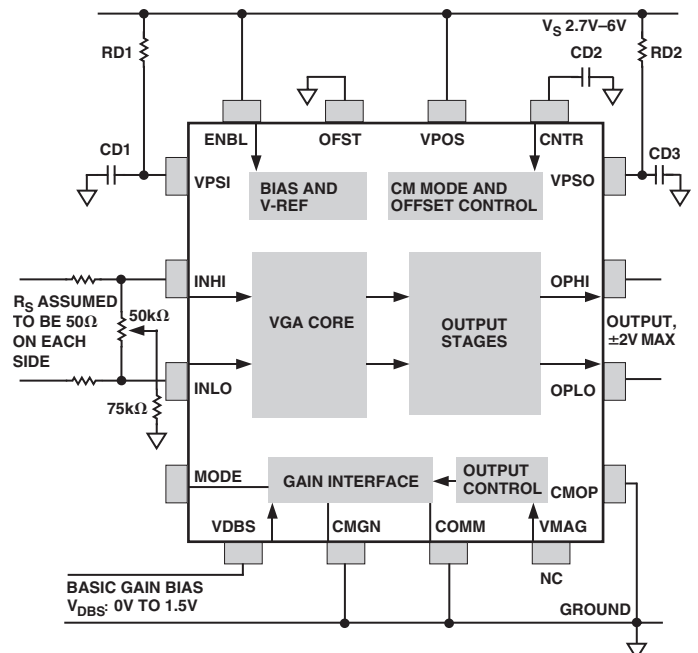 V_S 2.7V–6V
RD1
RD2
CD2
ENBL
OFST
VPOS
CNTR
CD1
CD3
VPSI
BIAS AND
V-REF
CM MODE AND
OFFSET CONTROL
VPSO
INHI
OPHI
R_S ASSUMED
TO BE 50Ω
ON EACH
SIDE
50kΩ
VGA CORE
OUTPUT
STAGES
OUTPUT,
±2V MAX
INLO
OPLO
75kΩ
MODE
GAIN INTERFACE
OUTPUT
CONTROL
CMOP
VDBS
CMGN
COMM
VMAG
NC
BASIC GAIN BIAS
V_DBS: 0V TO 1.5V
GROUND